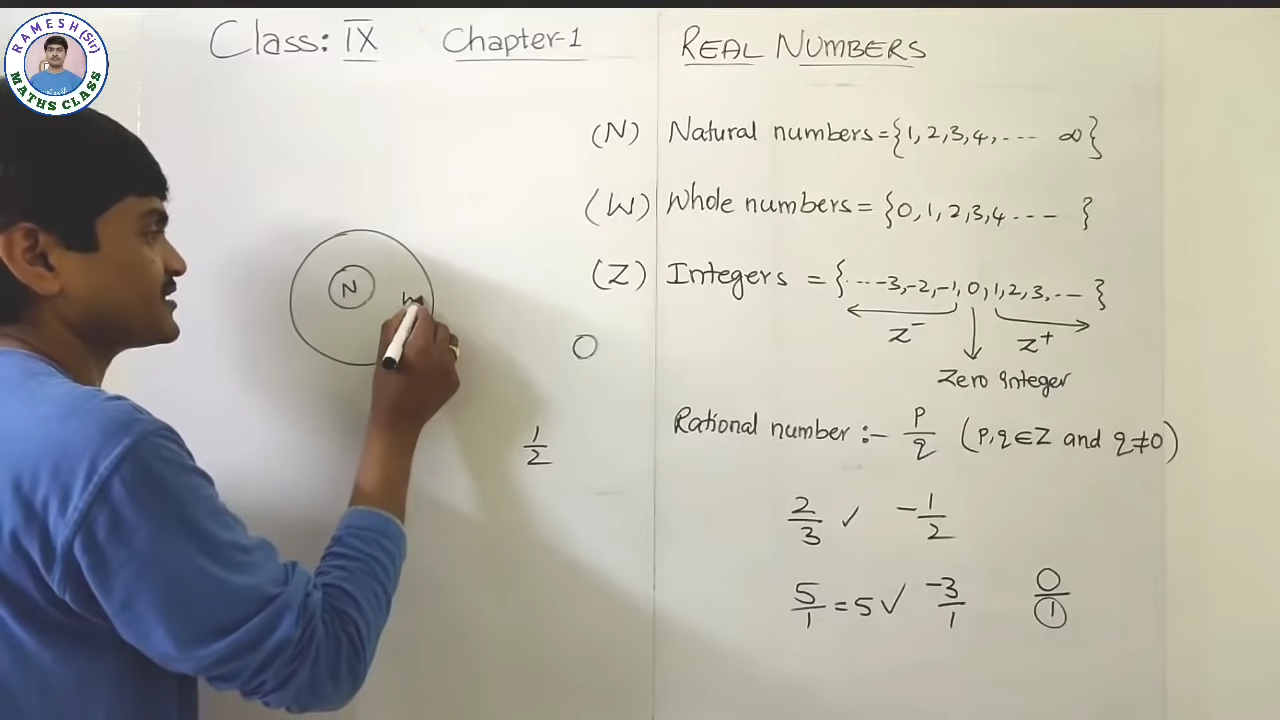 RAMESH (Sir)
MATHS CLASS
Class: IX Chapter-1 REAL NUMBERS
(N) Natural numbers = {1, 2, 3, 4, ---- ∞}
(W) Whole numbers = {0, 1, 2, 3, 4 --- }
(Z) Integers = {--- -3, -2, -1, 0, 1, 2, 3, --- }
Z⁻ Z⁺
Zero integer
N W
0
1/2
Rational number :- P/q (P, q ∈ Z and q ≠ 0)
2/3 ✓ -1/2
5/1 = 5 ✓ -3/1 0/1